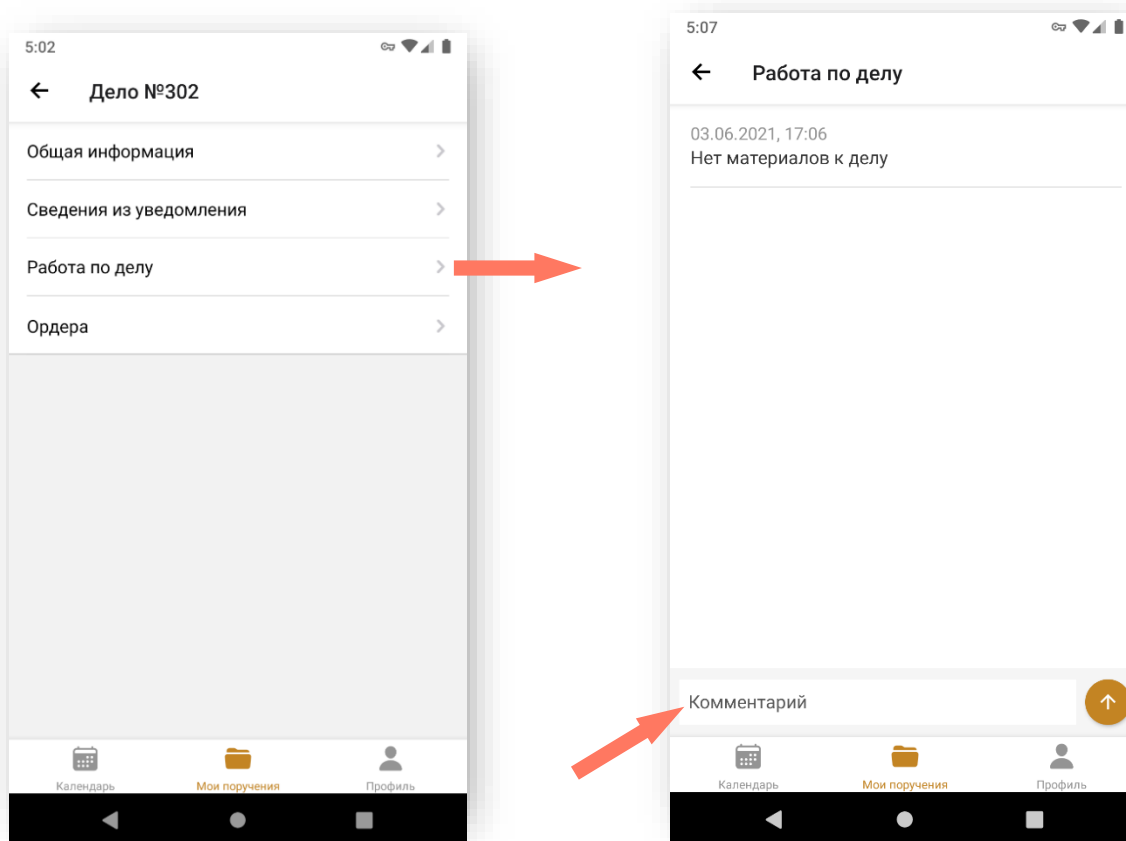 5:02
Дело №302
Общая информация
Сведения из уведомления
Работа по делу
Ордера
Календарь
Мои поручения
Профиль
5:07
Работа по делу
03.06.2021, 17:06
Нет материалов к делу
Комментарий
Календарь
Мои поручения
Профиль